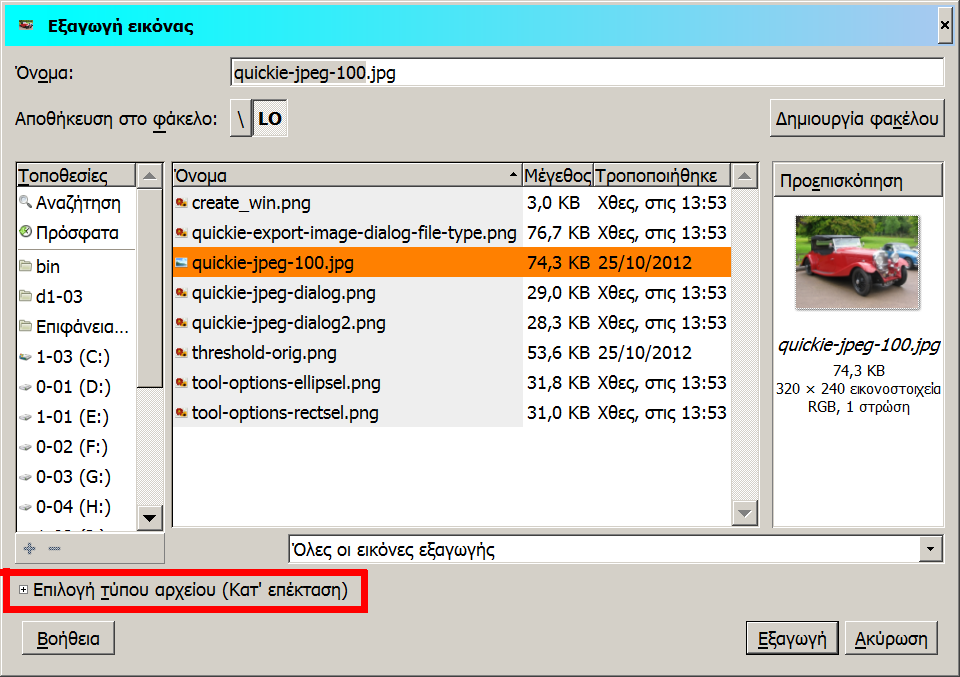 Εξαγωγή εικόνας
Όνομα: quickie-jpeg-100.jpg
Αποθήκευση στο φάκελο: \ LO Δημιουργία φακέλου
Τοποθεσίες
Αναζήτηση
Πρόσφατα
bin
d1-03
Επιφάνεια...
1-03 (C:)
0-01 (D:)
1-01 (E:)
0-02 (F:)
0-03 (G:)
0-04 (H:)
Όνομα Μέγεθος Τροποποιήθηκε
create_win.png 3,0 KB Χθες, στις 13:53
quickie-export-image-dialog-file-type.png 76,7 KB Χθες, στις 13:53
quickie-jpeg-100.jpg 74,3 KB 25/10/2012
quickie-jpeg-dialog.png 29,0 KB Χθες, στις 13:53
quickie-jpeg-dialog2.png 28,3 KB Χθες, στις 13:53
threshold-orig.png 53,6 KB 25/10/2012
tool-options-ellipsel.png 31,8 KB Χθες, στις 13:53
tool-options-rectsel.png 31,0 KB Χθες, στις 13:53
Προεπισκόπηση
quickie-jpeg-100.jpg
74,3 KB
320 × 240 εικονοστοιχεία
RGB, 1 στρώση
Όλες οι εικόνες εξαγωγής
Επιλογή τύπου αρχείου (Κατ' επέκταση)
Βοήθεια Εξαγωγή Ακύρωση